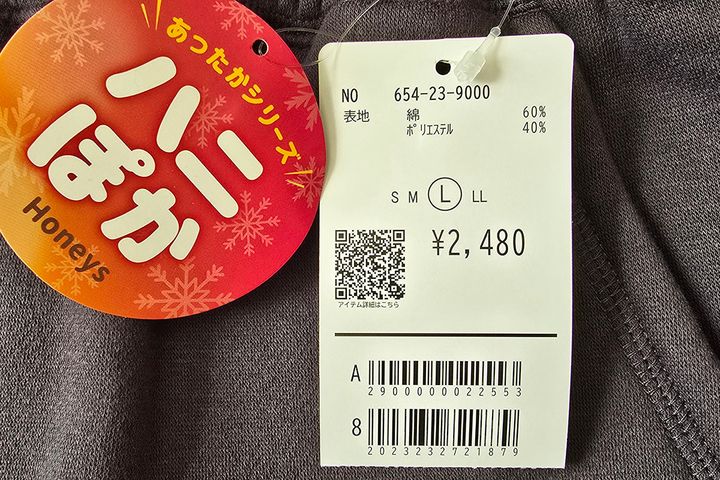 あったかシリーズ
ハニ
ぽか
Honeys
NO 654-23-9000
表地 綿 60%
ポリエステル 40%
S M L LL
¥2,480
アイテム詳細はこちら
A
2900000022553
8
2023232721879